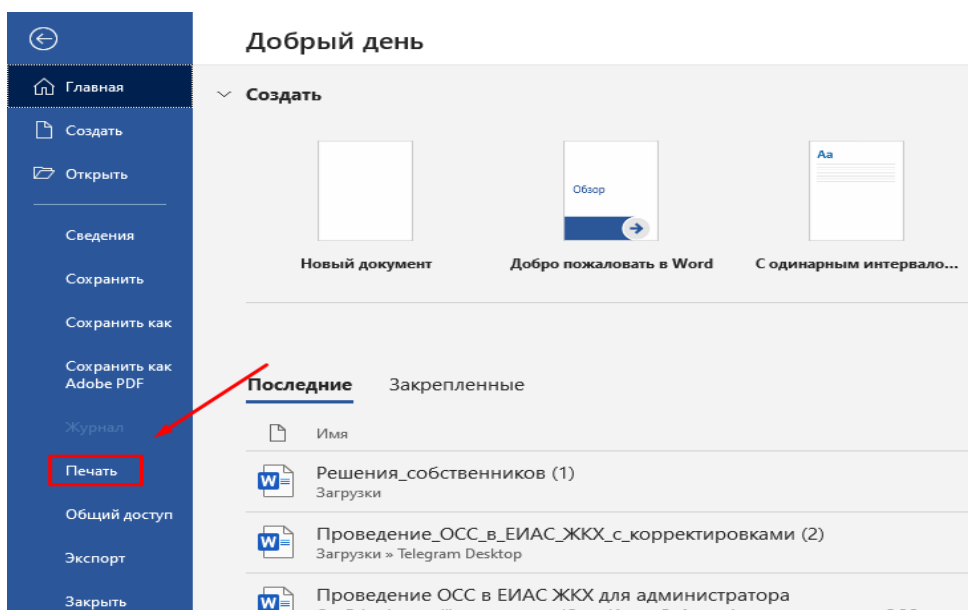 Добрый день
Главная
Создать
Создать
Открыть
Aa
Обзор
Новый документ
Добро пожаловать в Word
С одинарным интервало...
Сведения
Сохранить
Сохранить как
Сохранить как
Adobe PDF
Журнал
Печать
Общий доступ
Экспорт
Закрыть
Последние
Закрепленные
Имя
W
Решения_собственников (1)
Загрузки
W
Проведение_ОСС_в_ЕИАС_ЖКХ_с_корректировками (2)
Загрузки » Telegram Desktop
W
Проведение ОСС в ЕИАС ЖКХ для администратора